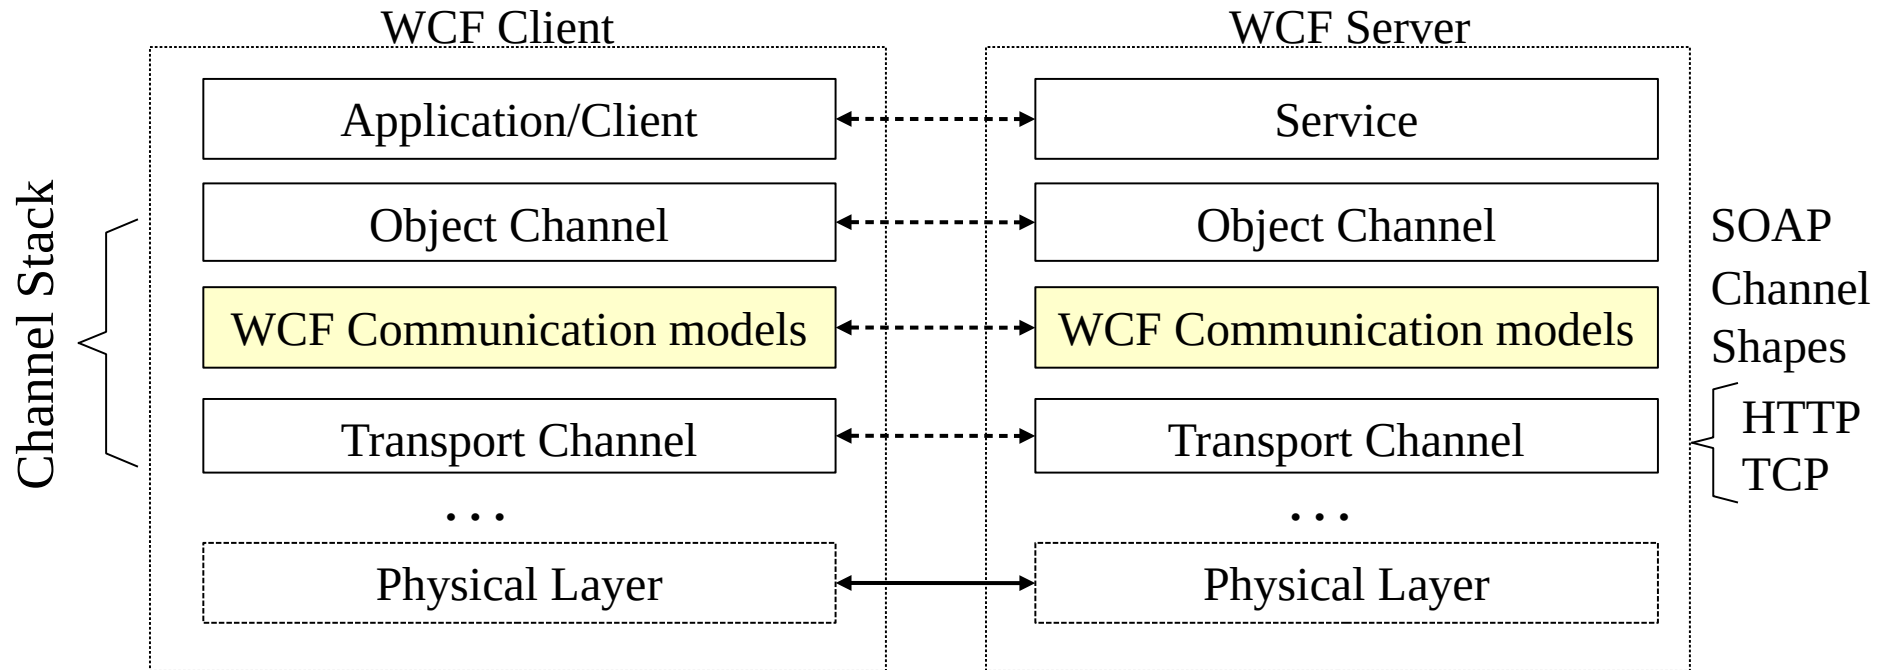 WCF Client
WCF Server
Application/Client
Service
Channel Stack
Object Channel
Object Channel
SOAP
WCF Communication models
WCF Communication models
Channel
Shapes
Transport Channel
Transport Channel
HTTP
TCP
...
...
Physical Layer
Physical Layer